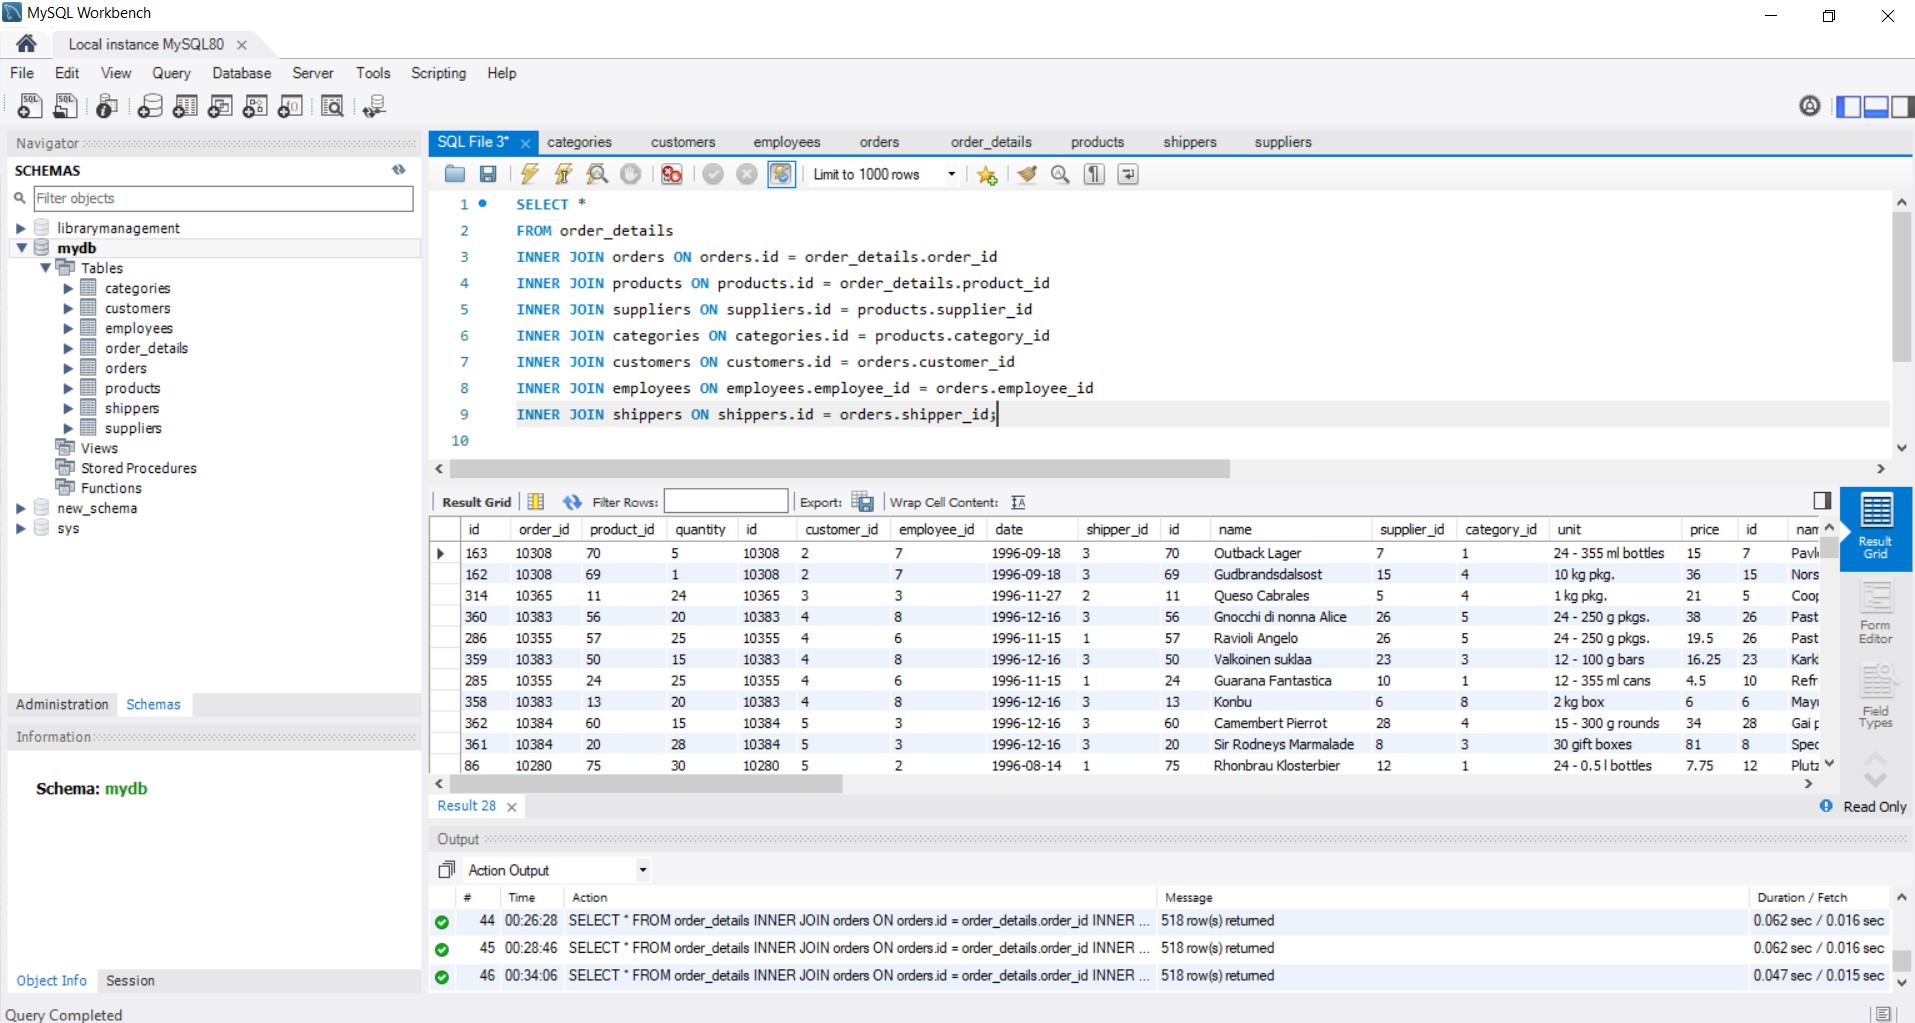 MySQL Workbench
Local instance MySQL80
File Edit View Query Database Server Tools Scripting Help
Navigator
SCHEMAS
Filter objects
librarymanagement
mydb
Tables
categories
customers
employees
order_details
orders
products
shippers
suppliers
Views
Stored Procedures
Functions
new_schema
sys
Administration Schemas
Information
Schema: mydb
Object Info Session
Query Completed
SQL File 3* categories customers employees orders order_details products shippers suppliers
Limit to 1000 rows
1 SELECT *
2 FROM order_details
3 INNER JOIN orders ON orders.id = order_details.order_id
4 INNER JOIN products ON products.id = order_details.product_id
5 INNER JOIN suppliers ON suppliers.id = products.supplier_id
6 INNER JOIN categories ON categories.id = products.category_id
7 INNER JOIN customers ON customers.id = orders.customer_id
8 INNER JOIN employees ON employees.employee_id = orders.employee_id
9 INNER JOIN shippers ON shippers.id = orders.shipper_id;
10
Result Grid Filter Rows: Export: Wrap Cell Content:
id order_id product_id quantity id customer_id employee_id date shipper_id id name supplier_id category_id unit price id nam
163 10308 70 5 10308 2 7 1996-09-18 3 70 Outback Lager 7 1 24 - 355 ml bottles 15 7 Pavl
162 10308 69 1 10308 2 7 1996-09-18 3 69 Gudbrandsdalsost 15 4 10 kg pkg. 36 15 Nors
314 10365 11 24 10365 3 3 1996-11-27 2 11 Queso Cabrales 5 4 1 kg pkg. 21 5 Coop
360 10383 56 20 10383 4 8 1996-12-16 3 56 Gnocchi di nonna Alice 26 5 24 - 250 g pkgs. 38 26 Past
286 10355 57 25 10355 4 6 1996-11-15 1 57 Ravioli Angelo 26 5 24 - 250 g pkgs. 19.5 26 Past
359 10383 50 15 10383 4 8 1996-12-16 3 50 Valkoinen suklaa 23 3 12 - 100 g bars 16.25 23 Kark
285 10355 24 25 10355 4 6 1996-11-15 1 24 Guarana Fantastica 10 1 12 - 355 ml cans 4.5 10 Refr
358 10383 13 20 10383 4 8 1996-12-16 3 13 Konbu 6 8 2 kg box 6 6 May
362 10384 60 15 10384 5 3 1996-12-16 3 60 Camembert Pierrot 28 4 15 - 300 g rounds 34 28 Gai p
361 10384 20 28 10384 5 3 1996-12-16 3 20 Sir Rodneys Marmalade 8 3 30 gift boxes 81 8 Spec
86 10280 75 30 10280 5 2 1996-08-14 1 75 Rhonbrau Klosterbier 12 1 24 - 0.5 l bottles 7.75 12 Plutz
Result Grid
Form Editor
Field Types
Result 28
Read Only
Output
Action Output
# Time Action Message Duration / Fetch
44 00:26:28 SELECT * FROM order_details INNER JOIN orders ON orders.id = order_details.order_id INNER ... 518 row(s) returned 0.062 sec / 0.016 sec
45 00:28:46 SELECT * FROM order_details INNER JOIN orders ON orders.id = order_details.order_id INNER ... 518 row(s) returned 0.062 sec / 0.016 sec
46 00:34:06 SELECT * FROM order_details INNER JOIN orders ON orders.id = order_details.order_id INNER ... 518 row(s) returned 0.047 sec / 0.015 sec